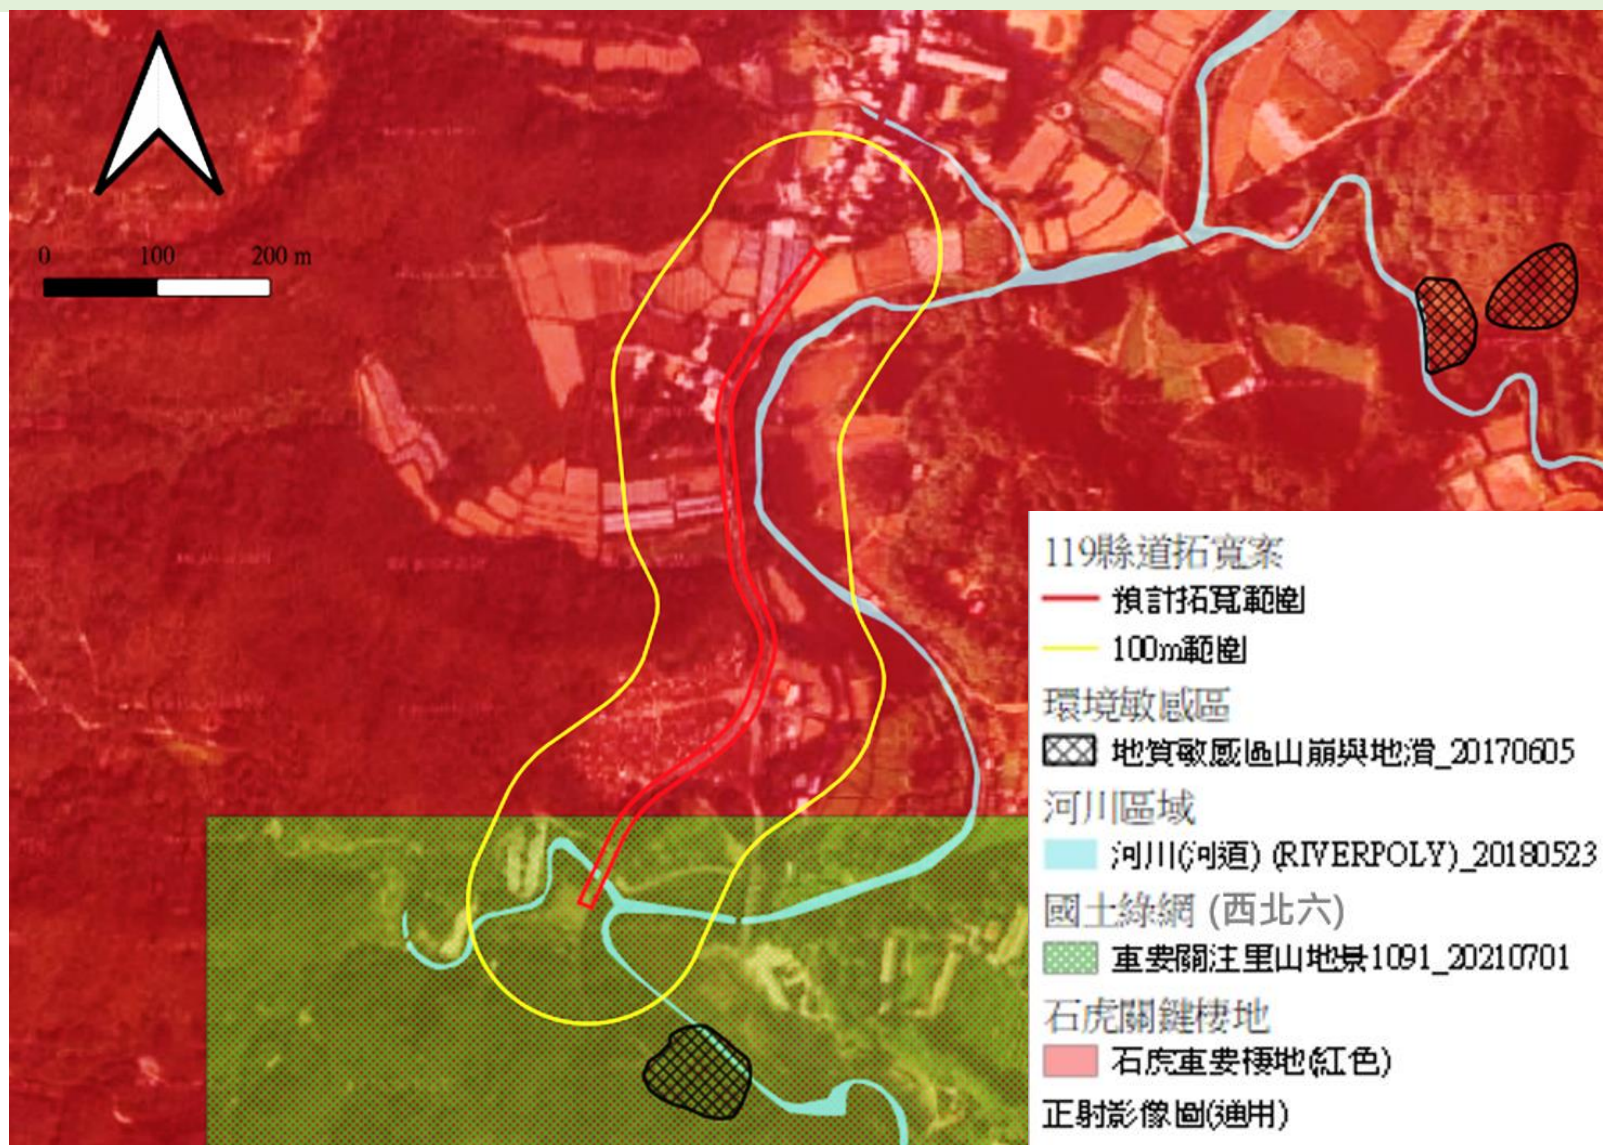 0 100 200 m
119縣道拓寬案
預計拓寬範圍
100m範圍
環境敏感區
地質敏感區山崩與地滑_20170605
河川區域
河川(河道) (RIVERPOLY)_20180523
國土綠網 (西北六)
重要關注里山地景1091_20210701
石虎關鍵棲地
石虎重要棲地(紅色)
正射影像圖(通用)